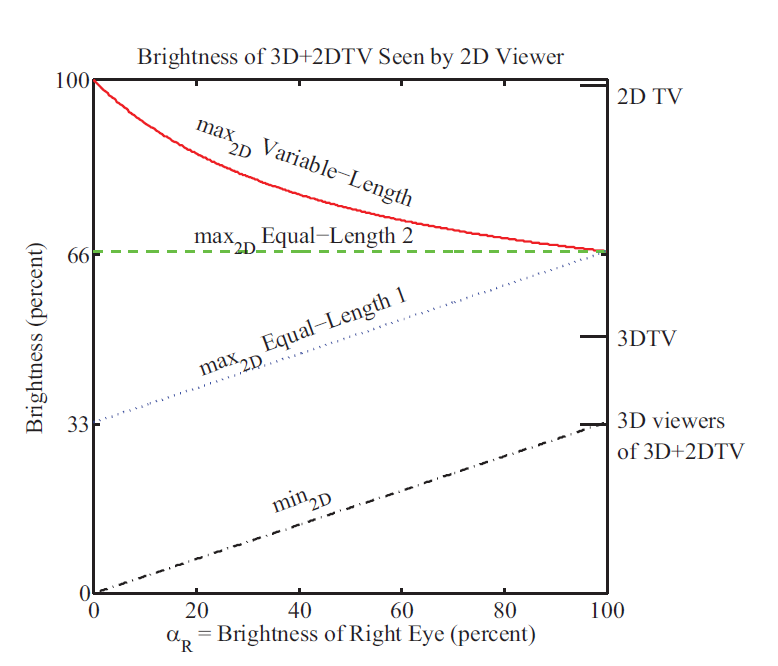 Brightness of 3D+2DTV Seen by 2D Viewer
100
2D TV
max2D Variable−Length
max2D Equal−Length 2
66
max2D Equal−Length 1
3DTV
33
3D viewers
of 3D+2DTV
min2D
0
Brightness (percent)
0 20 40 60 80 100
αR = Brightness of Right Eye (percent)